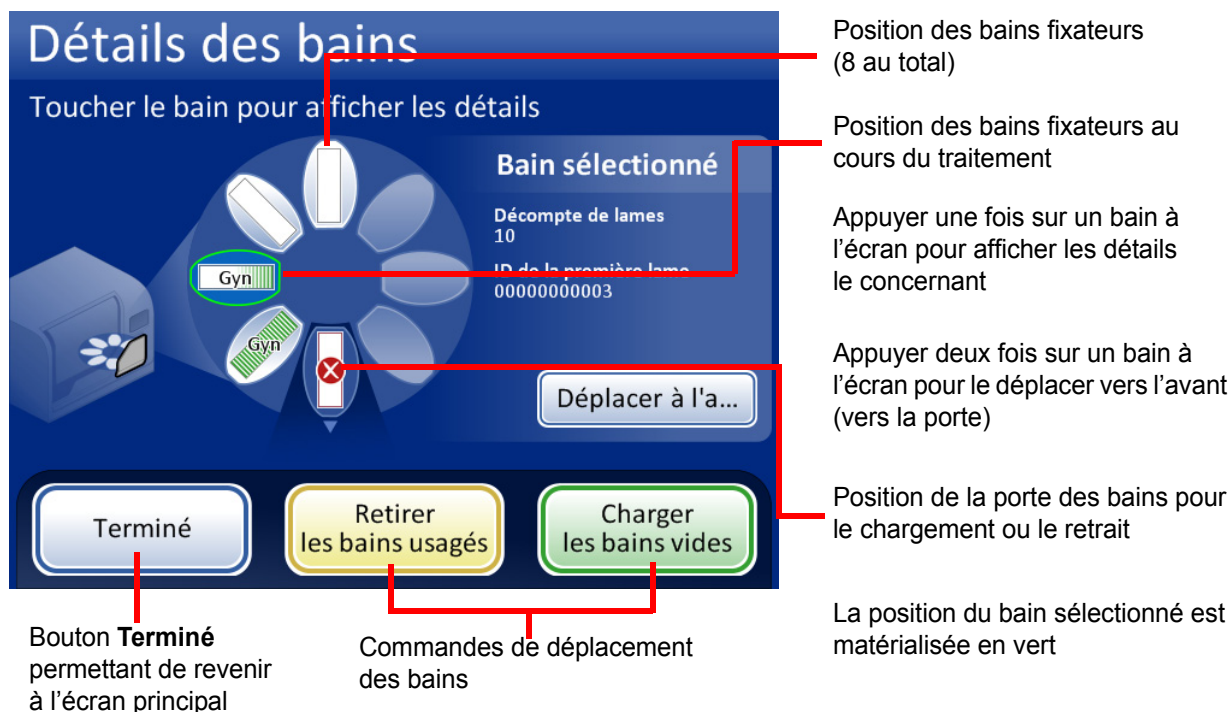 Détails des bains
Toucher le bain pour afficher les détails
Bain sélectionné
Décompte de lames
10
ID de la première lame
00000000003
Gyn
Gyn
Déplacer à l'a...
Terminé
Retirer
les bains usagés
Charger
les bains vides
Position des bains fixateurs
(8 au total)
Position des bains fixateurs au
cours du traitement
Appuyer une fois sur un bain à
l’écran pour afficher les détails
le concernant
Appuyer deux fois sur un bain à
l’écran pour le déplacer vers l’avant
(vers la porte)
Position de la porte des bains pour
le chargement ou le retrait
La position du bain sélectionné est
matérialisée en vert
Bouton Terminé
permettant de revenir
à l’écran principal
Commandes de déplacement
des bains